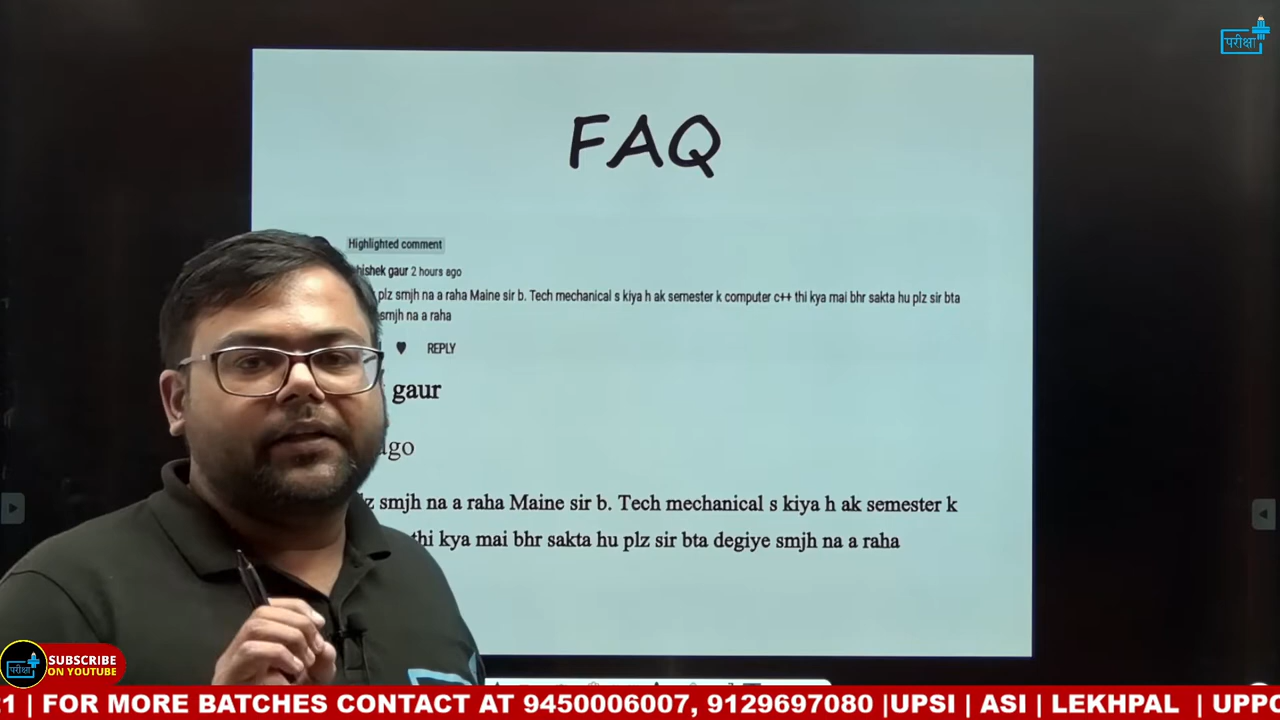 परीक्षा
FAQ
Highlighted comment
gaur 2 hours ago
plz smjh na a raha Maine sir b. Tech mechanical s kiya h ak semester k computer c++ thi kya mai bhr sakta hu plz sir bta
smjh na a raha
REPLY
gaur
ago
smjh na a raha Maine sir b. Tech mechanical s kiya h ak semester k
thi kya mai bhr sakta hu plz sir bta degiye smjh na a raha
परीक्षा
SUBSCRIBE
ON YOUTUBE
| FOR MORE BATCHES CONTACT AT 9450006007, 9129697080 |UPSI | ASI | LEKHPAL | UPPC